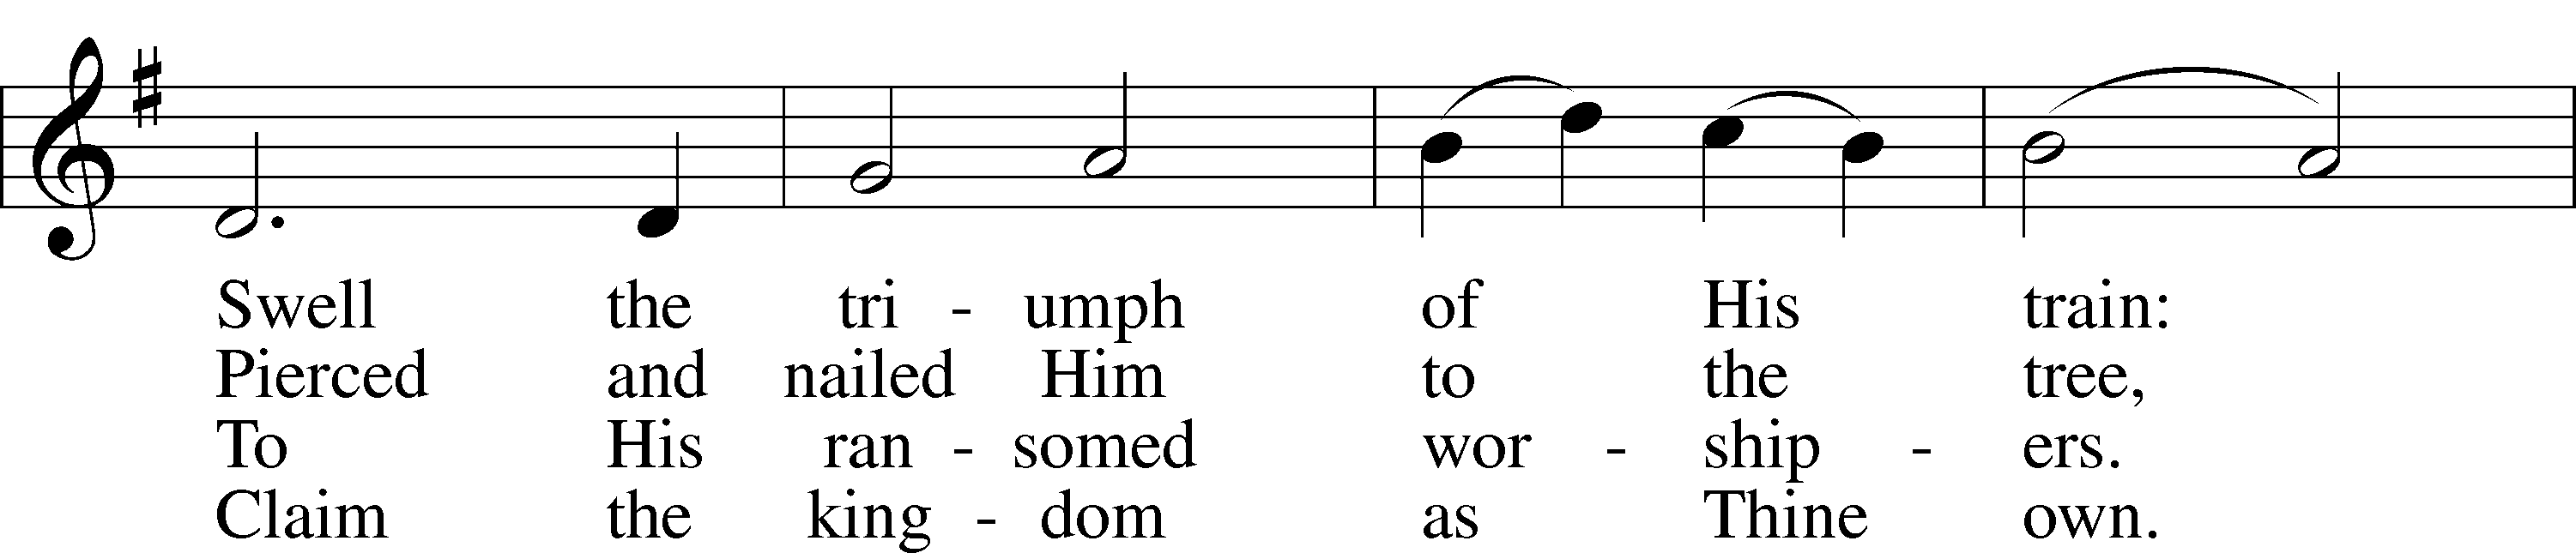 Swell the tri - umph of His train:
Pierced and nailed Him to the tree,
To His ran - somed wor - ship - ers.
Claim the king - dom as Thine own.